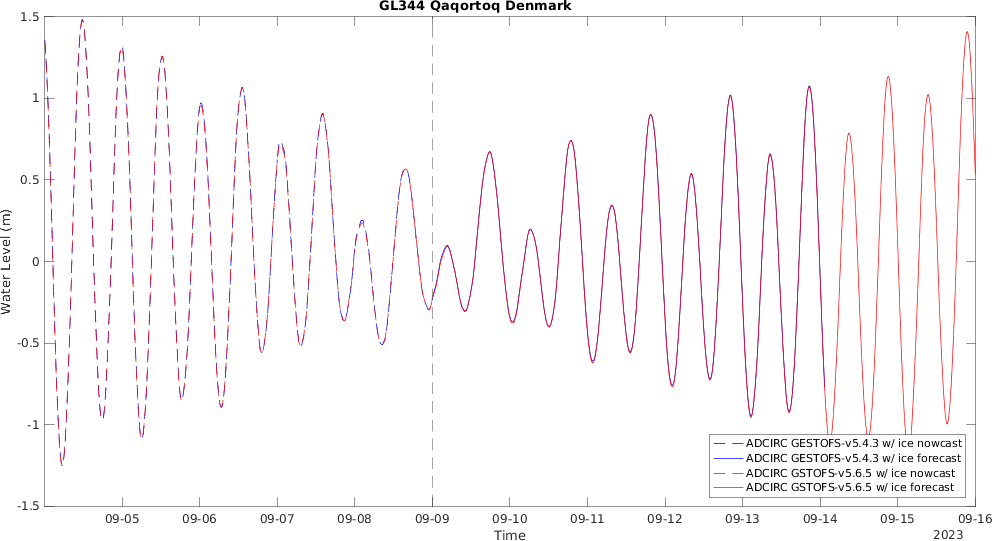 GL344 Qaqortoq Denmark
1.5
1
0.5
0
-0.5
-1
-1.5
Water Level (m)
ADCIRC GESTOFS-v5.4.3 w/ ice nowcast
ADCIRC GESTOFS-v5.4.3 w/ ice forecast
ADCIRC GSTOFS-v5.6.5 w/ ice nowcast
ADCIRC GSTOFS-v5.6.5 w/ ice forecast
09-05 09-06 09-07 09-08 09-09 09-10 09-11 09-12 09-13 09-14 09-15 09-16
Time
2023